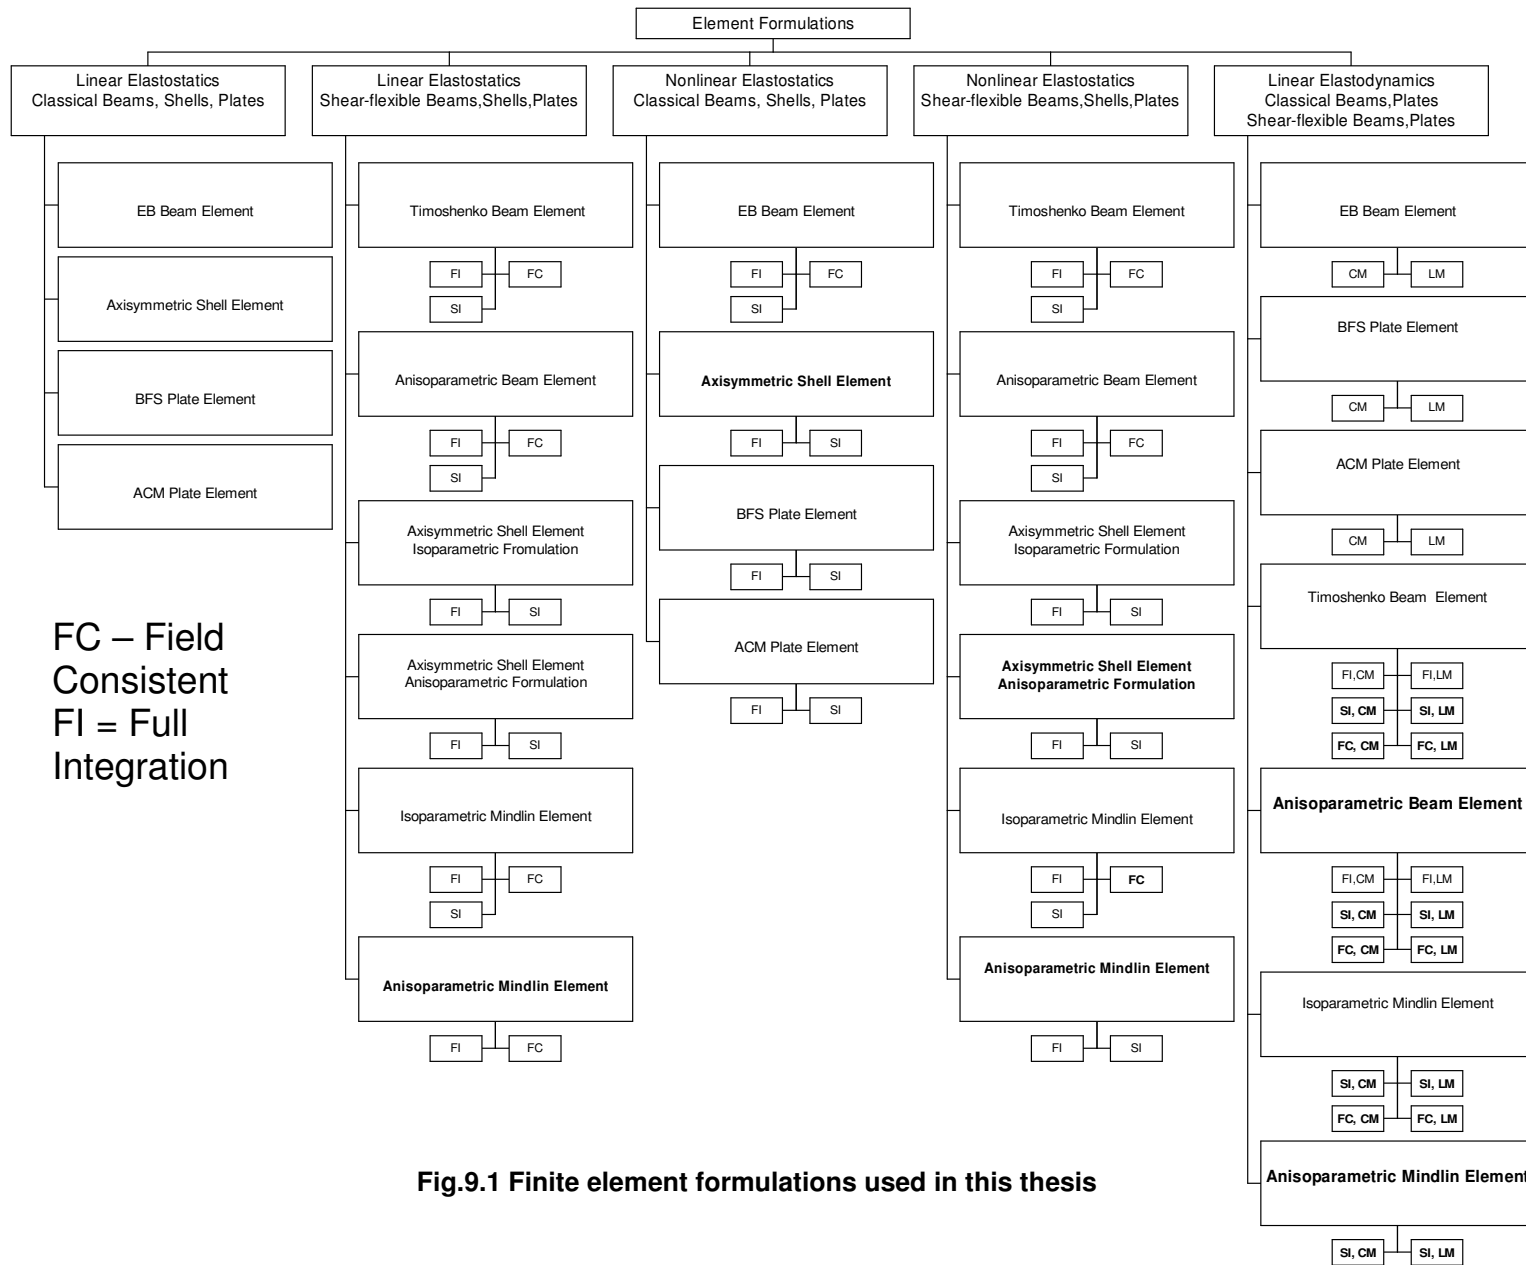 Element Formulations
Linear Elastostatics
Classical Beams, Shells, Plates
EB Beam Element
Axisymmetric Shell Element
BFS Plate Element
ACM Plate Element
Linear Elastostatics
Shear-flexible Beams,Shells,Plates
Timoshenko Beam Element
FI
FC
SI
Anisoparametric Beam Element
FI
FC
SI
Axisymmetric Shell Element
Isoparametric Fromulation
FI
SI
Axisymmetric Shell Element
Anisoparametric Formulation
FI
SI
Isoparametric Mindlin Element
FI
FC
SI
Anisoparametric Mindlin Element
FI
FC
Nonlinear Elastostatics
Classical Beams, Shells, Plates
EB Beam Element
FI
FC
SI
Axisymmetric Shell Element
FI
SI
BFS Plate Element
FI
SI
ACM Plate Element
FI
SI
Nonlinear Elastostatics
Shear-flexible Beams,Shells,Plates
Timoshenko Beam Element
FI
FC
SI
Anisoparametric Beam Element
FI
FC
SI
Axisymmetric Shell Element
Isoparametric Formulation
FI
SI
Axisymmetric Shell Element
Anisoparametric Formulation
FI
SI
Isoparametric Mindlin Element
FI
FC
SI
Anisoparametric Mindlin Element
FI
SI
Linear Elastodynamics
Classical Beams,Plates
Shear-flexible Beams,Plates
EB Beam Element
CM
LM
BFS Plate Element
CM
LM
ACM Plate Element
CM
LM
Timoshenko Beam Element
FI,CM
FI,LM
SI, CM
SI, LM
FC, CM
FC, LM
Anisoparametric Beam Element
FI,CM
FI,LM
SI, CM
SI, LM
FC, CM
FC, LM
Isoparametric Mindlin Element
SI, CM
SI, LM
FC, CM
FC, LM
Anisoparametric Mindlin Element
SI, CM
SI, LM
FC – Field
Consistent
FI = Full
Integration
Fig.9.1 Finite element formulations used in this thesis